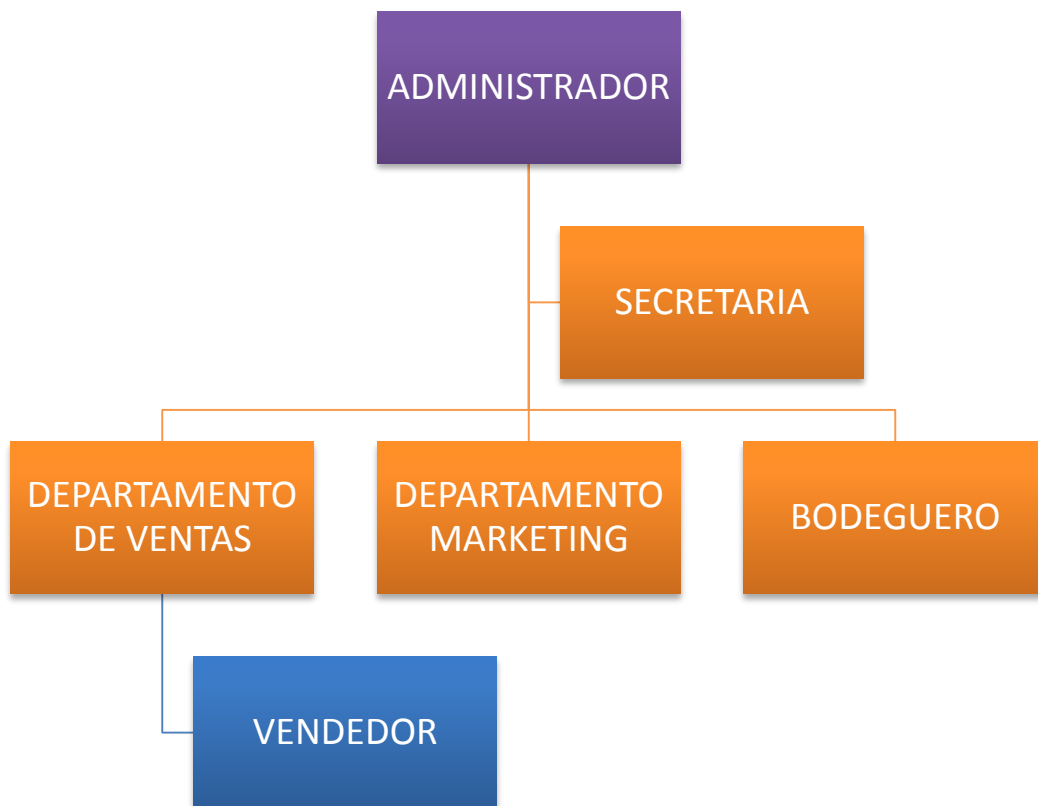 ADMINISTRADOR
SECRETARIA
DEPARTAMENTO
DE VENTAS
DEPARTAMENTO
MARKETING
BODEGUERO
VENDEDOR